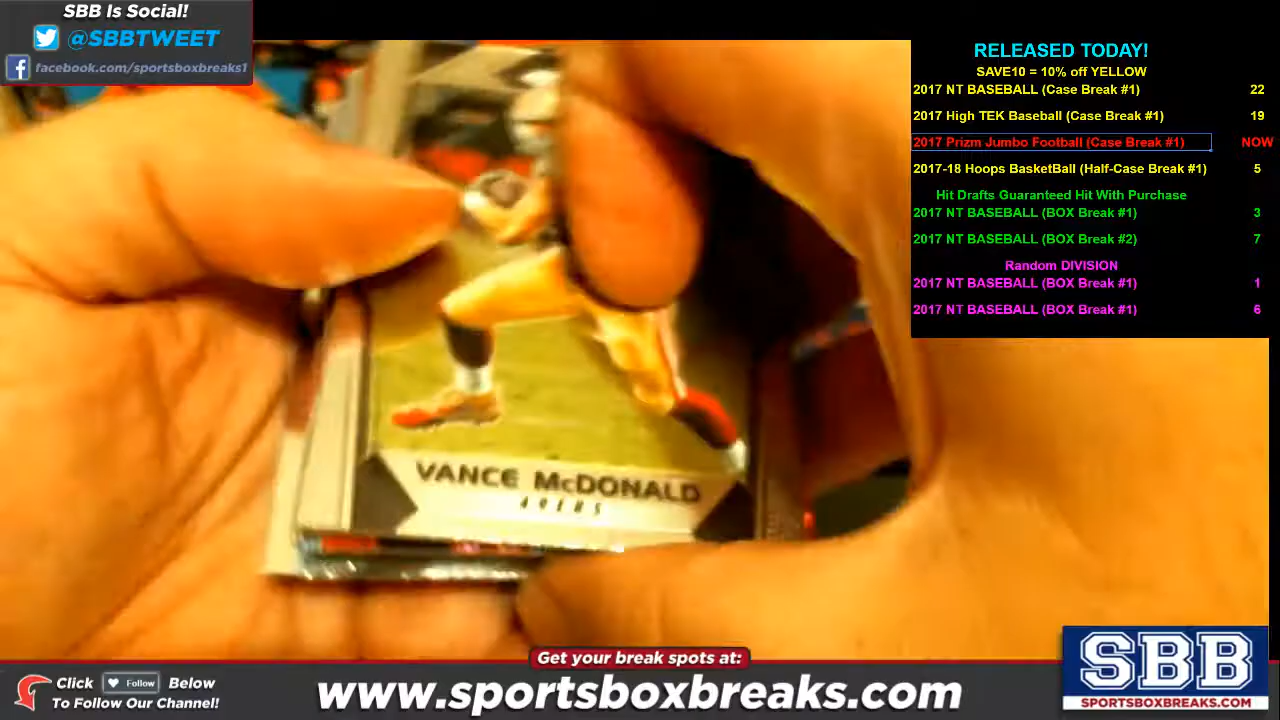 SBB Is Social!
@SBBTWEET
facebook.com/sportsboxbreaks1
RELEASED TODAY!
SAVE10 = 10% off YELLOW
2017 NT BASEBALL (Case Break #1) 22
2017 High TEK Baseball (Case Break #1) 19
2017 Prizm Jumbo Football (Case Break #1) NOW
2017-18 Hoops BasketBall (Half-Case Break #1) 5
Hit Drafts Guaranteed Hit With Purchase
2017 NT BASEBALL (BOX Break #1) 3
2017 NT BASEBALL (BOX Break #2) 7
Random DIVISION
2017 NT BASEBALL (BOX Break #1) 1
2017 NT BASEBALL (BOX Break #1) 6
VANCE McDONALD
49ERS
Get your break spots at:
Click Follow Below
To Follow Our Channel!
www.sportsboxbreaks.com
SBB
SPORTSBOXBREAKS.COM